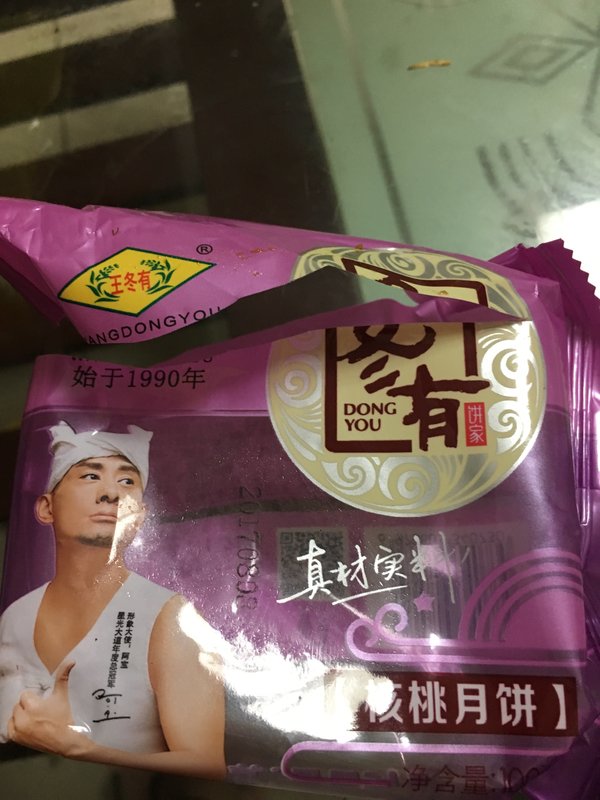 王冬有
®
ANGDONGYOU
始于1990年
冬有
DONG
YOU
饼家
20170808
真材实料
形象大使：阿宝
星光大道年度总冠军
【核桃月饼】
净含量:100